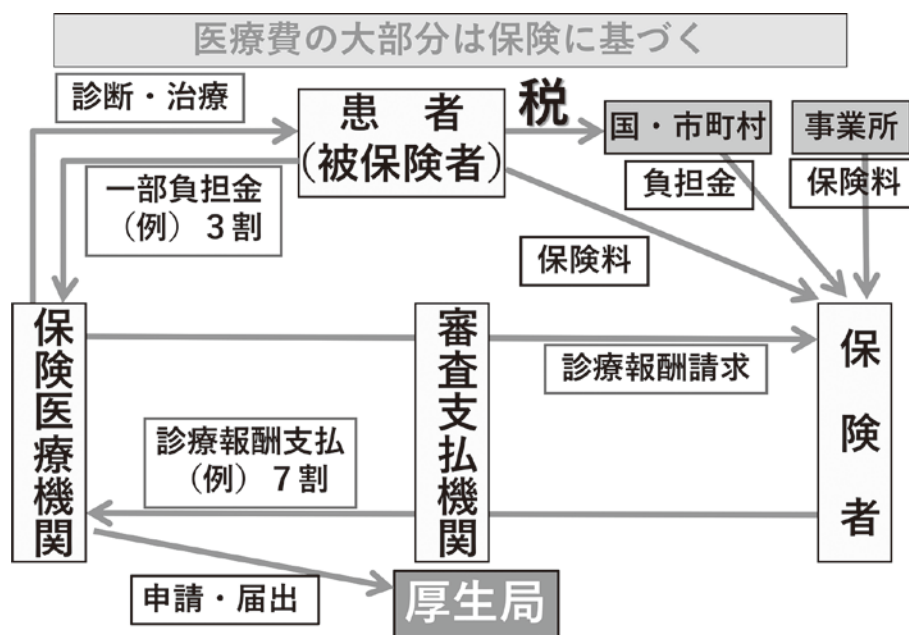 医療費の大部分は保険に基づく
診断・治療
患　者
(被保険者)
税
国・市町村
事業所
一部負担金
（例）３割
負担金
保険料
保険料
保険医療機関
審査支払機関
保険者
診療報酬請求
診療報酬支払
（例）７割
申請・届出
厚生局